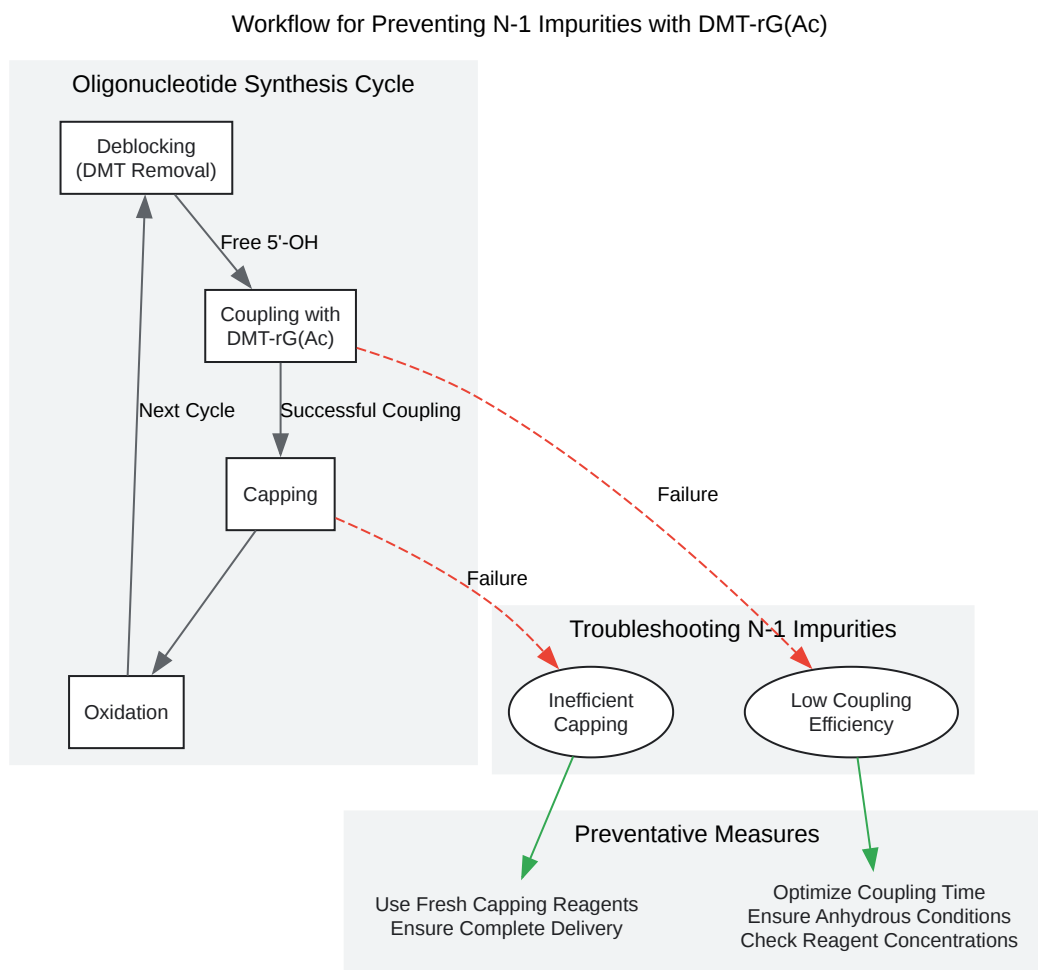 Workflow for Preventing N-1 Impurities with DMT-rG(Ac)
Oligonucleotide Synthesis Cycle
Deblocking
(DMT Removal)
Free 5'-OH
Coupling with
DMT-rG(Ac)
Next Cycle
Successful Coupling
Capping
Failure
Failure
Oxidation
Troubleshooting N-1 Impurities
Inefficient
Capping
Low Coupling
Efficiency
Preventative Measures
Use Fresh Capping Reagents
Ensure Complete Delivery
Optimize Coupling Time
Ensure Anhydrous Conditions
Check Reagent Concentrations